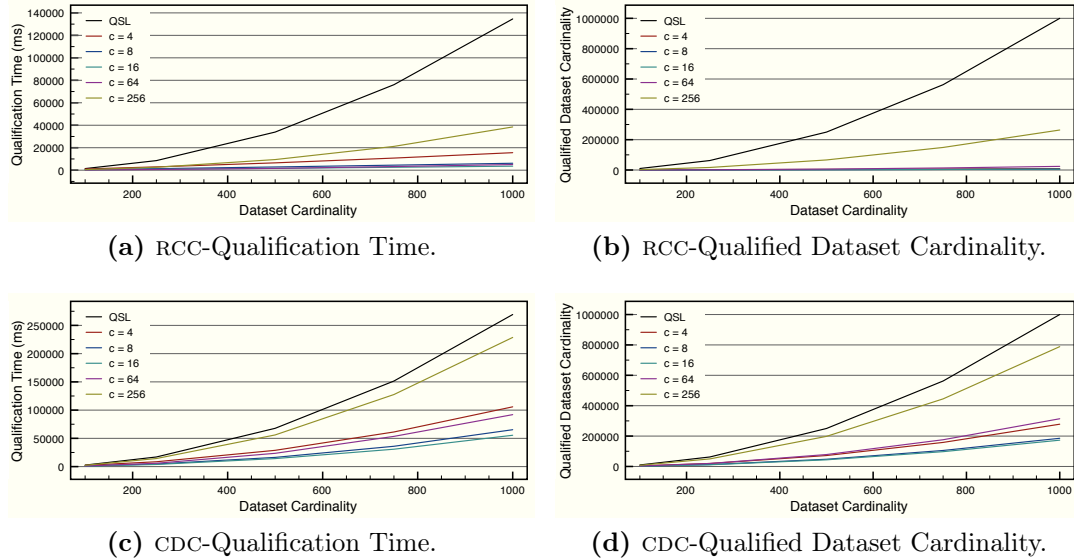 Qualification Time (ms)
140000
120000
100000
80000
60000
40000
20000
0
QSL
c = 4
c = 8
c = 16
c = 64
c = 256
200
400
600
800
1000
Dataset Cardinality
(a) RCC-Qualification Time.
Qualified Dataset Cardinality
1000000
800000
600000
400000
200000
0
QSL
c = 4
c = 8
c = 16
c = 64
c = 256
200
400
600
800
1000
Dataset Cardinality
(b) RCC-Qualified Dataset Cardinality.
Qualification Time (ms)
250000
200000
150000
100000
50000
0
QSL
c = 4
c = 8
c = 16
c = 64
c = 256
200
400
600
800
1000
Dataset Cardinality
(c) CDC-Qualification Time.
Qualified Dataset Cardinality
1000000
800000
600000
400000
200000
0
QSL
c = 4
c = 8
c = 16
c = 64
c = 256
200
400
600
800
1000
Dataset Cardinality
(d) CDC-Qualified Dataset Cardinality.